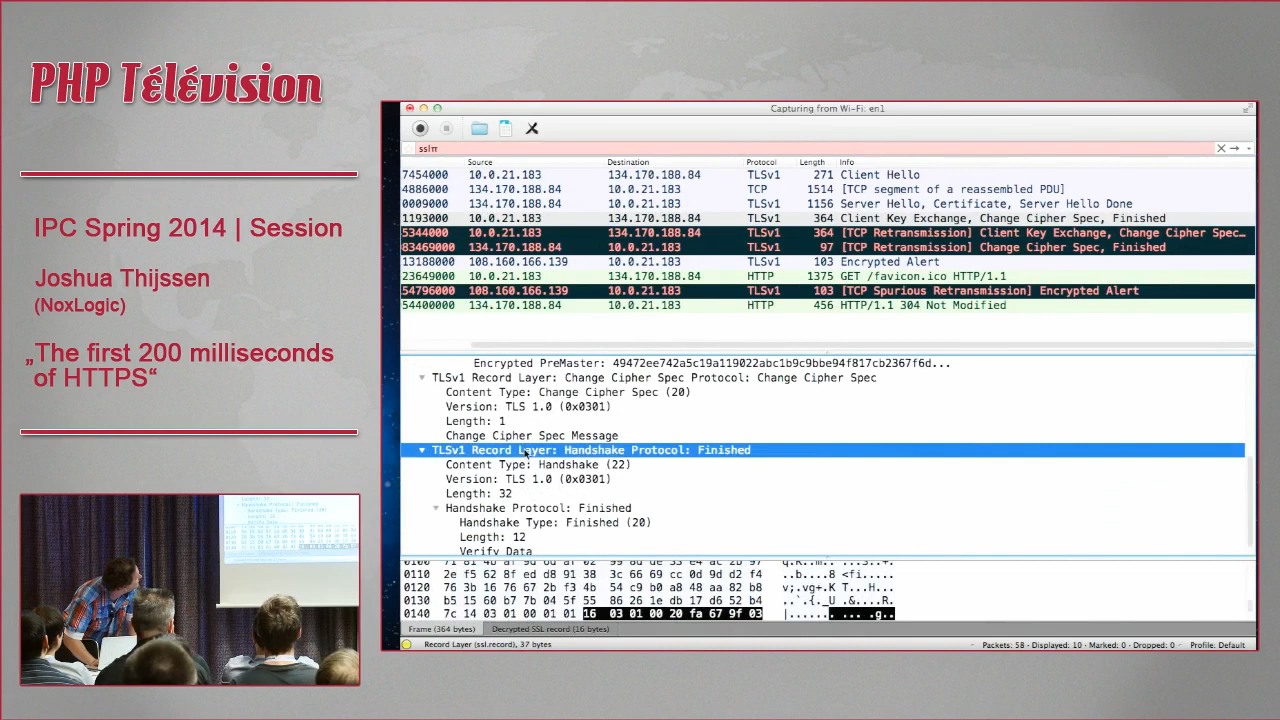 PHP Télévision
IPC Spring 2014 | Session
Joshua Thijssen
(NoxLogic)
„The first 200 milliseconds
of HTTPS“
Capturing from Wi-Fi: en1
Source Destination Protocol Length Info
7454000 10.0.21.183 134.170.188.84 TLSv1 271 Client Hello
4886000 134.170.188.84 10.0.21.183 TCP 1514 [TCP segment of a reassembled PDU]
0009000 134.170.188.84 10.0.21.183 TLSv1 1156 Server Hello, Certificate, Server Hello Done
1193000 10.0.21.183 134.170.188.84 TLSv1 364 Client Key Exchange, Change Cipher Spec, Finished
5344000 10.0.21.183 134.170.188.84 TLSv1 364 [TCP Retransmission] Client Key Exchange, Change Cipher Spec…
83469000 134.170.188.84 10.0.21.183 TLSv1 97 [TCP Retransmission] Change Cipher Spec, Finished
13188000 108.160.166.139 10.0.21.183 TLSv1 103 Encrypted Alert
23649000 10.0.21.183 134.170.188.84 HTTP 1375 GET /favicon.ico HTTP/1.1
54796000 108.160.166.139 10.0.21.183 TLSv1 103 [TCP Spurious Retransmission] Encrypted Alert
54400000 134.170.188.84 10.0.21.183 HTTP 456 HTTP/1.1 304 Not Modified
Encrypted PreMaster: 49472ee742a5c19a119022abc1b9c9bbe94f817cb2367f6d...
TLSv1 Record Layer: Change Cipher Spec Protocol: Change Cipher Spec
Content Type: Change Cipher Spec (20)
Version: TLS 1.0 (0x0301)
Length: 1
Change Cipher Spec Message
TLSv1 Record Layer: Handshake Protocol: Finished
Content Type: Handshake (22)
Version: TLS 1.0 (0x0301)
Length: 32
Handshake Protocol: Finished
Handshake Type: Finished (20)
Length: 12
Verify Data
0110 2e f5 62 8f ed d8 91 38 3c 66 69 cc 0d 9d d2 f4 ..b....8 <fi.....
0120 3b 16 76 67 2b f3 4b 54 c9 10 a8 48 aa 82 dd e8 ;.vg+.KT...H....
0130 b5 15 60 b7 7b 04 5f 55 86 26 1e db 17 d6 52 b4 ..`.{._U .&....R.
0140 7c 14 03 01 00 01 01 16 03 01 00 20 fa 67 9f 03 |....... ... .g..
Frame (364 bytes) Decrypted SSL record (16 bytes)
Record Layer (ssl.record), 37 bytes Packets: 58 · Displayed: 10 · Marked: 0 · Dropped: 0 Profile: Default